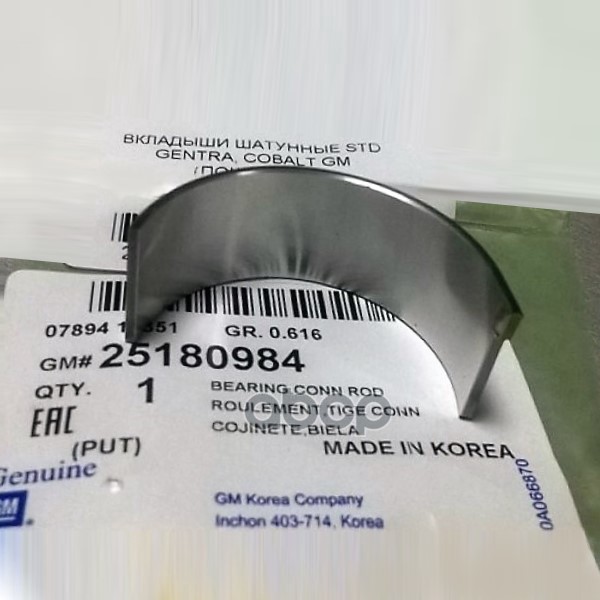 ВКЛАДЫШИ ШАТУННЫЕ STD
GENTRA, COBALT GM
GR. 0.616
GM# 25180984
QTY. 1
BEARING CONN ROD
ROULEMENT,TIGE CONN
COJINETE,BIELA
EAC
(PUT)
MADE IN KOREA
Genuine
GM
GM Korea Company
Inchon 403-714, Korea
0A066870